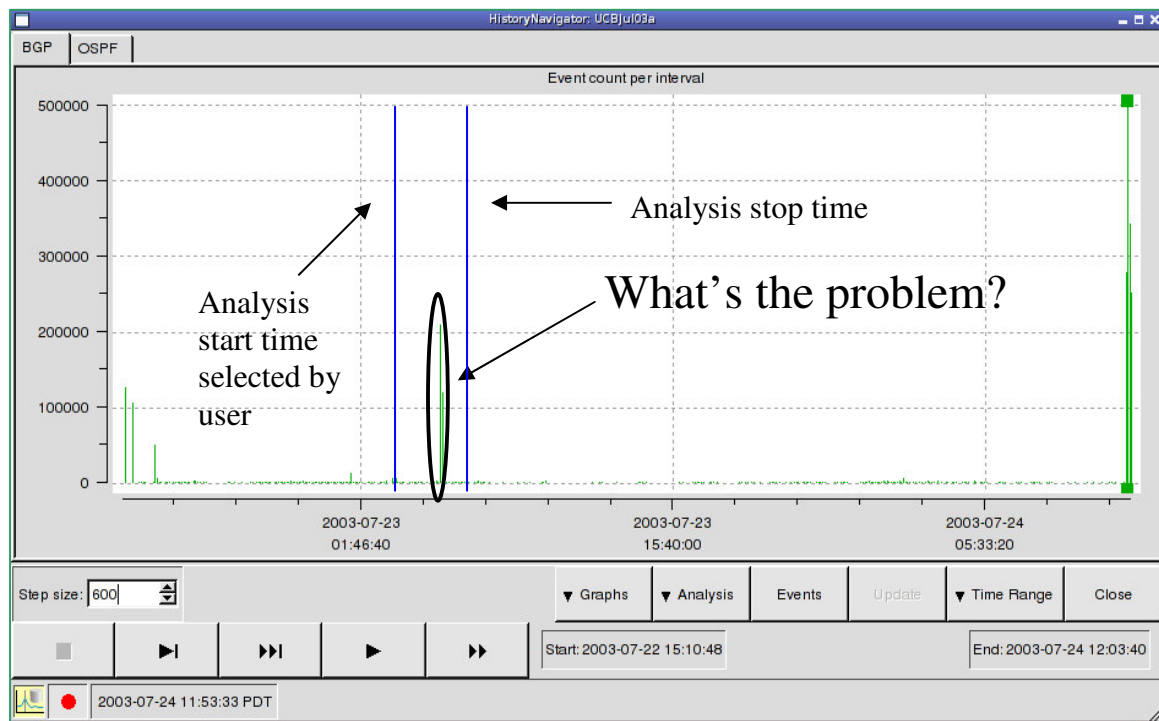 HistoryNavigator: UCBJul03a
BGP
OSPF
Event count per interval
500000
400000
300000
200000
100000
0
Analysis stop time
What's the problem?
Analysis
start time
selected by
user
2003-07-23
01:46:40
2003-07-23
15:40:00
2003-07-24
05:33:20
Step size: 600
Graphs
Analysis
Events
Update
Time Range
Close
Start: 2003-07-22 15:10:48
End: 2003-07-24 12:03:40
2003-07-24 11:53:33 PDT